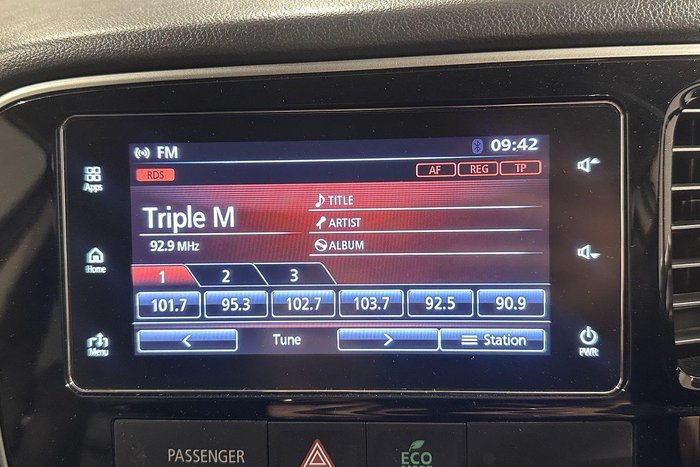 FM
09:42
RDS
AF REG TP
Apps
Triple M
92.9 MHz
TITLE
ARTIST
ALBUM
Home
1 2 3
101.7 95.3 102.7 103.7 92.5 90.9
Menu
< Tune > Station
PWR
PASSENGER
ECO